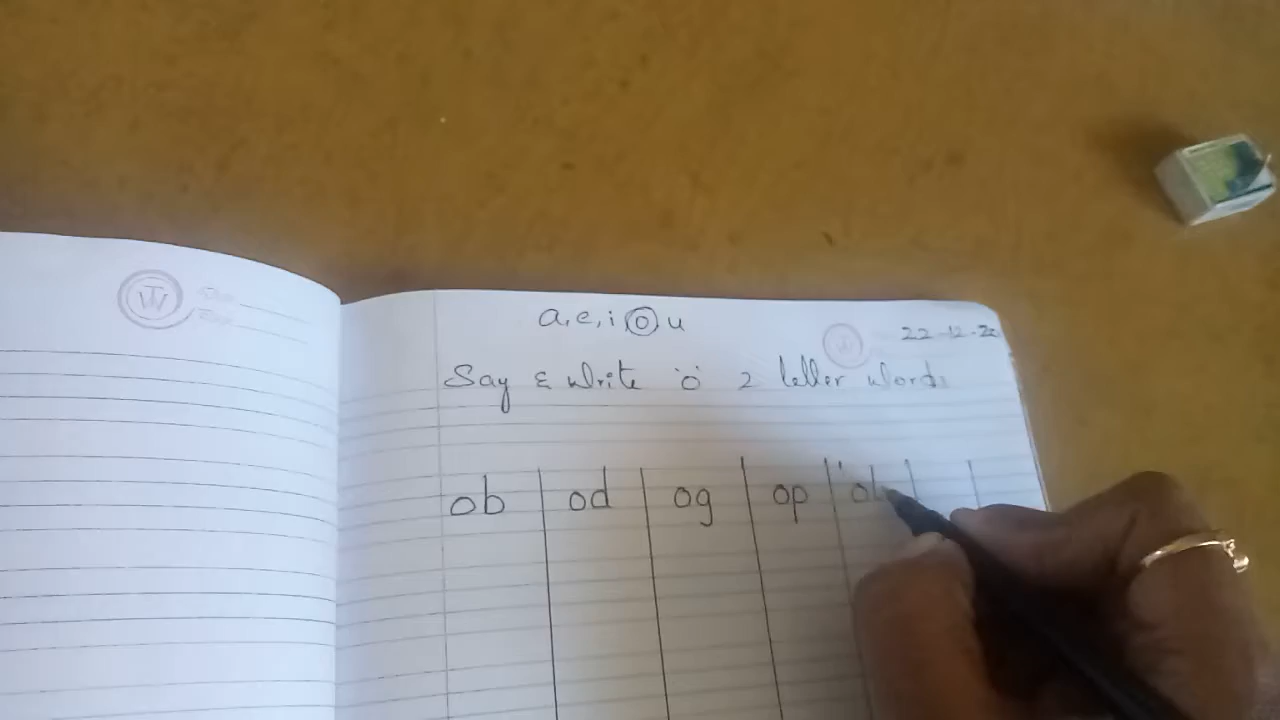 a, e, i o u
22-12-20
Say & Write 'o' 2 letter words
ob od og op